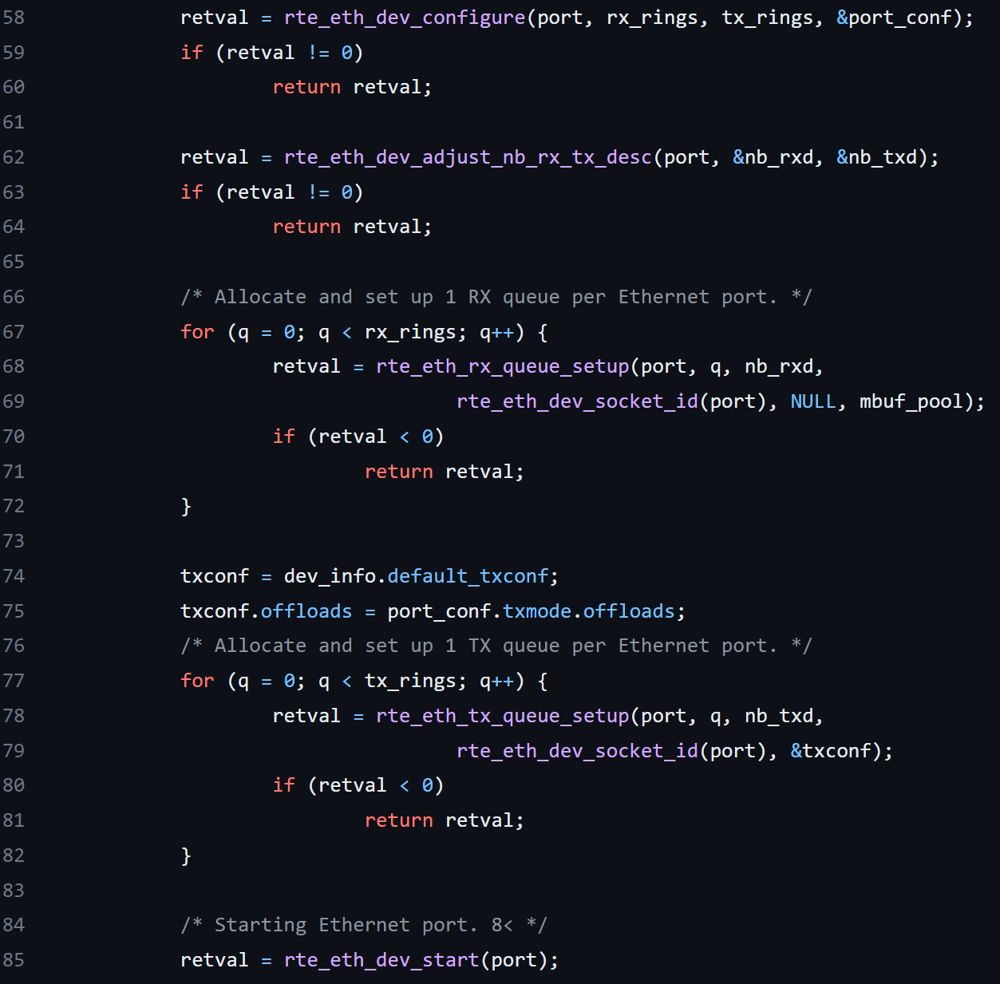 58 retval = rte_eth_dev_configure(port, rx_rings, tx_rings, &port_conf);
59 if (retval != 0)
60 return retval;
61
62 retval = rte_eth_dev_adjust_nb_rx_tx_desc(port, &nb_rxd, &nb_txd);
63 if (retval != 0)
64 return retval;
65
66 /* Allocate and set up 1 RX queue per Ethernet port. */
67 for (q = 0; q < rx_rings; q++) {
68 retval = rte_eth_rx_queue_setup(port, q, nb_rxd,
69 rte_eth_dev_socket_id(port), NULL, mbuf_pool);
70 if (retval < 0)
71 return retval;
72 }
73
74 txconf = dev_info.default_txconf;
75 txconf.offloads = port_conf.txmode.offloads;
76 /* Allocate and set up 1 TX queue per Ethernet port. */
77 for (q = 0; q < tx_rings; q++) {
78 retval = rte_eth_tx_queue_setup(port, q, nb_txd,
79 rte_eth_dev_socket_id(port), &txconf);
80 if (retval < 0)
81 return retval;
82 }
83
84 /* Starting Ethernet port. 8< */
85 retval = rte_eth_dev_start(port);